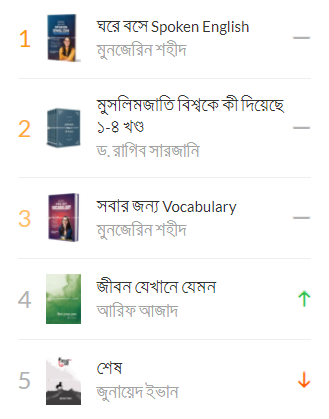 1
ঘরে বসে Spoken English
মুনজেরিন শহীদ
2
মুসলিমজাতি বিশ্বকে কী দিয়েছে
১-৪ খণ্ড
ড. রাগিব সারজানি
3
সবার জন্য Vocabulary
মুনজেরিন শহীদ
4
জীবন যেখানে যেমন
আরিফ আজাদ
5
শেষ
জুনায়েদ ইভান